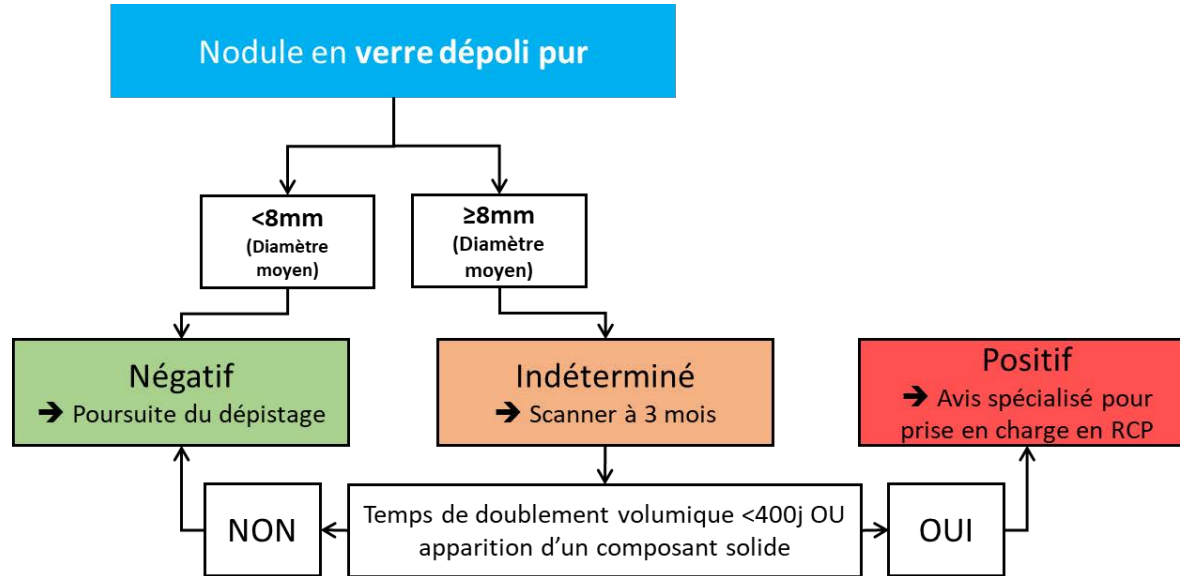 Nodule en verre dépoli pur
<8mm
(Diamètre
moyen)
≥8mm
(Diamètre
moyen)
Négatif
➔ Poursuite du dépistage
Indéterminé
➔ Scanner à 3 mois
Positif
➔ Avis spécialisé pour
prise en charge en RCP
NON
Temps de doublement volumique <400j OU
apparition d'un composant solide
OUI